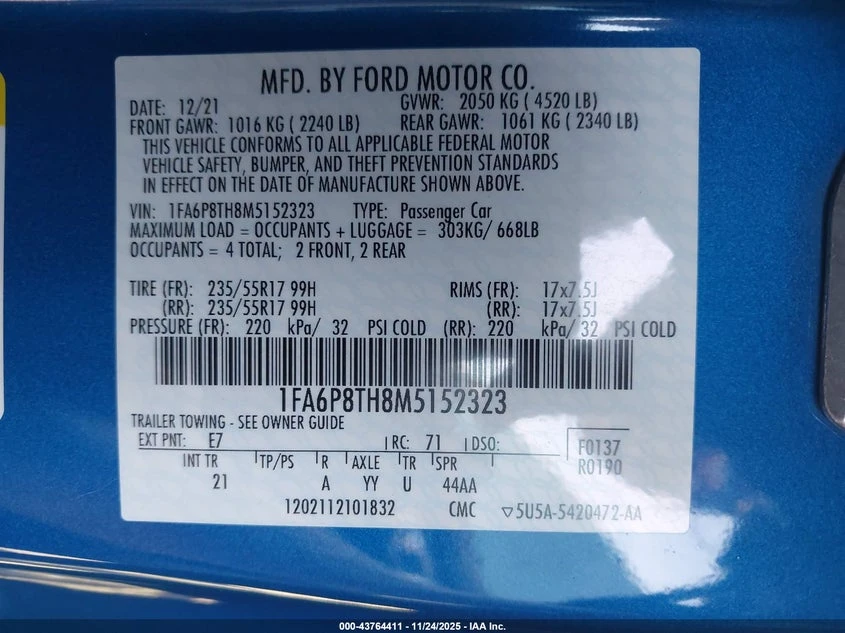 MFD. BY FORD MOTOR CO.
DATE: 12/21 GVWR: 2050 KG ( 4520 LB)
FRONT GAWR: 1016 KG ( 2240 LB) REAR GAWR: 1061 KG ( 2340 LB)
THIS VEHICLE CONFORMS TO ALL APPLICABLE FEDERAL MOTOR
VEHICLE SAFETY, BUMPER, AND THEFT PREVENTION STANDARDS
IN EFFECT ON THE DATE OF MANUFACTURE SHOWN ABOVE.
VIN: 1FA6P8TH8M5152323 TYPE: Passenger Car
MAXIMUM LOAD = OCCUPANTS + LUGGAGE = 303KG/ 668LB
OCCUPANTS = 4 TOTAL; 2 FRONT, 2 REAR
TIRE (FR): 235/55R17 99H RIMS (FR): 17x7.5J
(RR): 235/55R17 99H (RR): 17x7.5J
PRESSURE (FR): 220 kPa/ 32 PSI COLD (RR): 220 kPa/ 32 PSI COLD
1FA6P8TH8M5152323
TRAILER TOWING - SEE OWNER GUIDE
EXT PNT: E7 RC: 71 DSO: F0137
R0190
INT TR TP/PS R AXLE TR SPR
21 A YY U 44AA
1202112101832 CMC ▽5U5A-5420472-AA
000-43764411 - 11/24/2025 - IAA Inc.